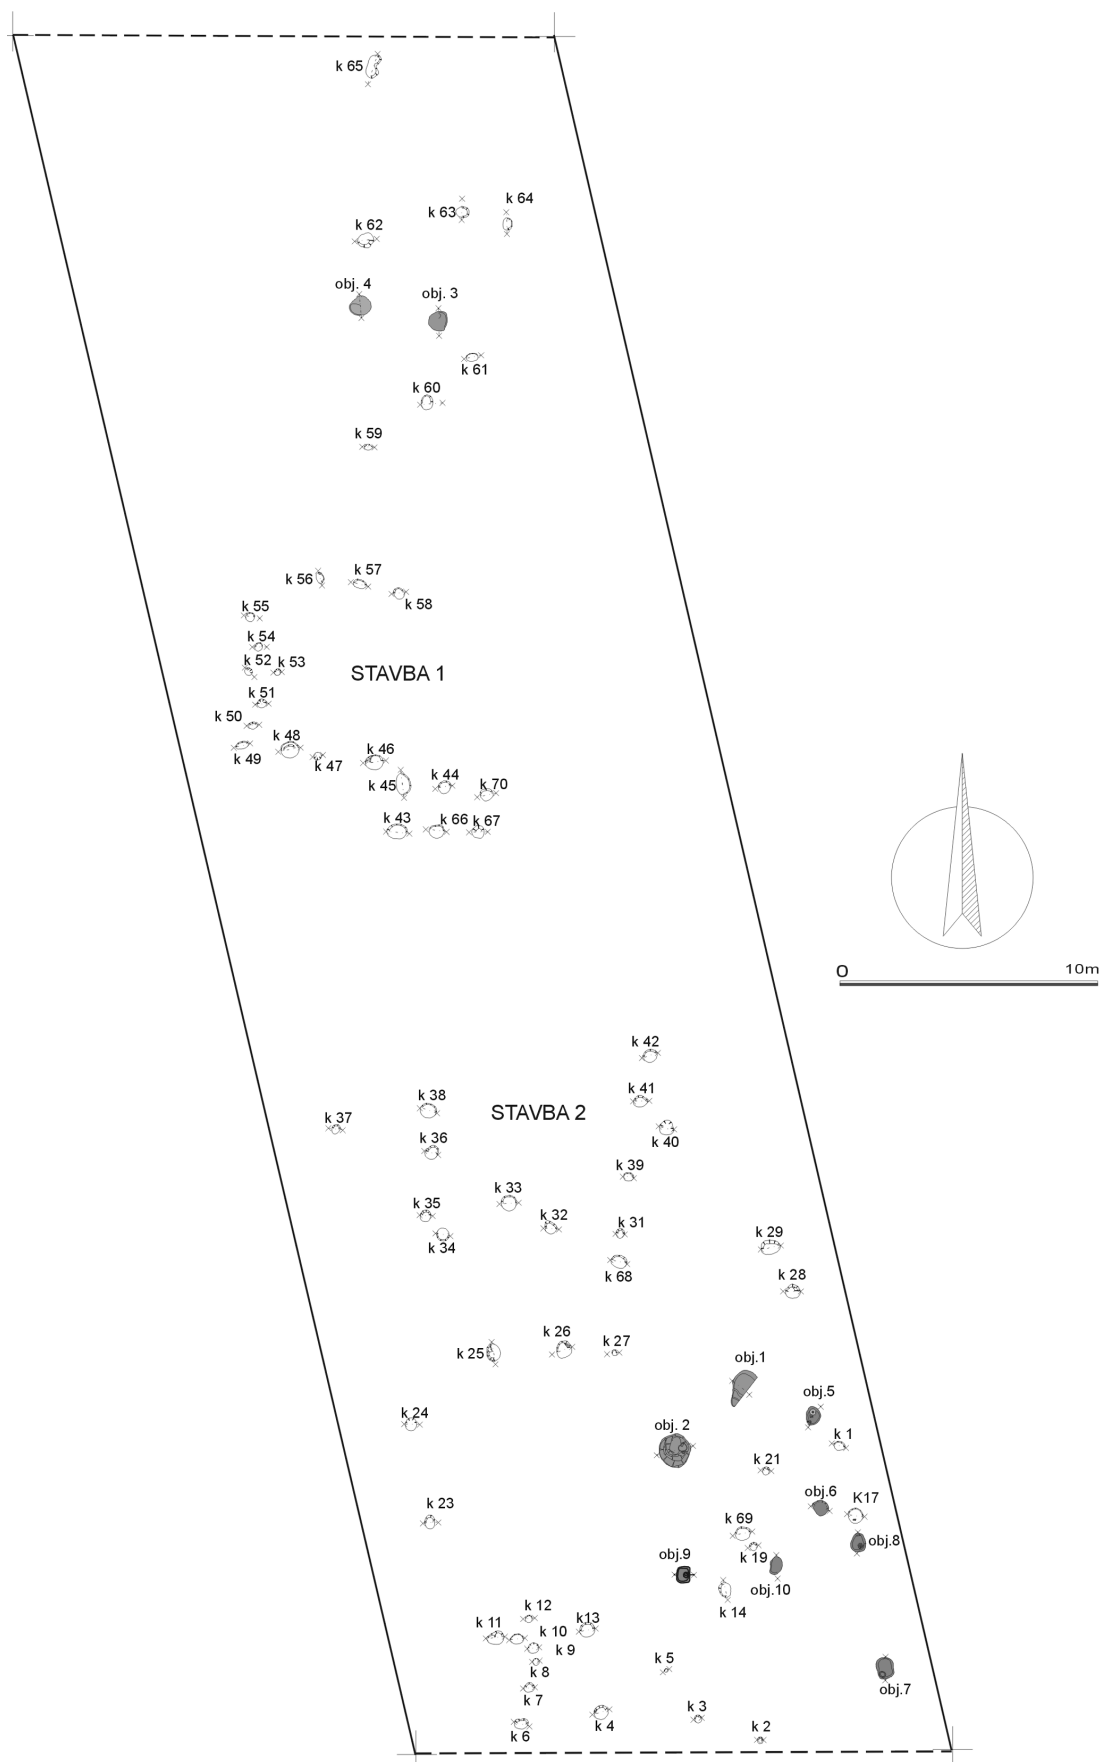 k 65
k 64
k 63
k 62
obj. 4
obj. 3
k 61
k 60
k 59
k 57
k 56
k 58
k 55
k 54
k 52
k 53
STAVBA 1
k 51
k 50
k 48
k 46
k 49
k 47
k 45
k 44
k 70
k 43
k 66
k 67
0
10m
k 42
k 41
k 38
STAVBA 2
k 37
k 36
k 40
k 39
k 33
k 35
k 32
k 31
k 34
k 29
k 68
k 28
k 26
k 27
k 25
obj.1
obj.5
k 24
obj. 2
k 1
k 21
obj.6
K17
k 23
k 69
obj.8
obj.9
k 19
obj.10
k 14
k 12
k 11
k13
k 10
k 9
k 5
k 8
obj.7
k 7
k 3
k 4
k 2
k 6